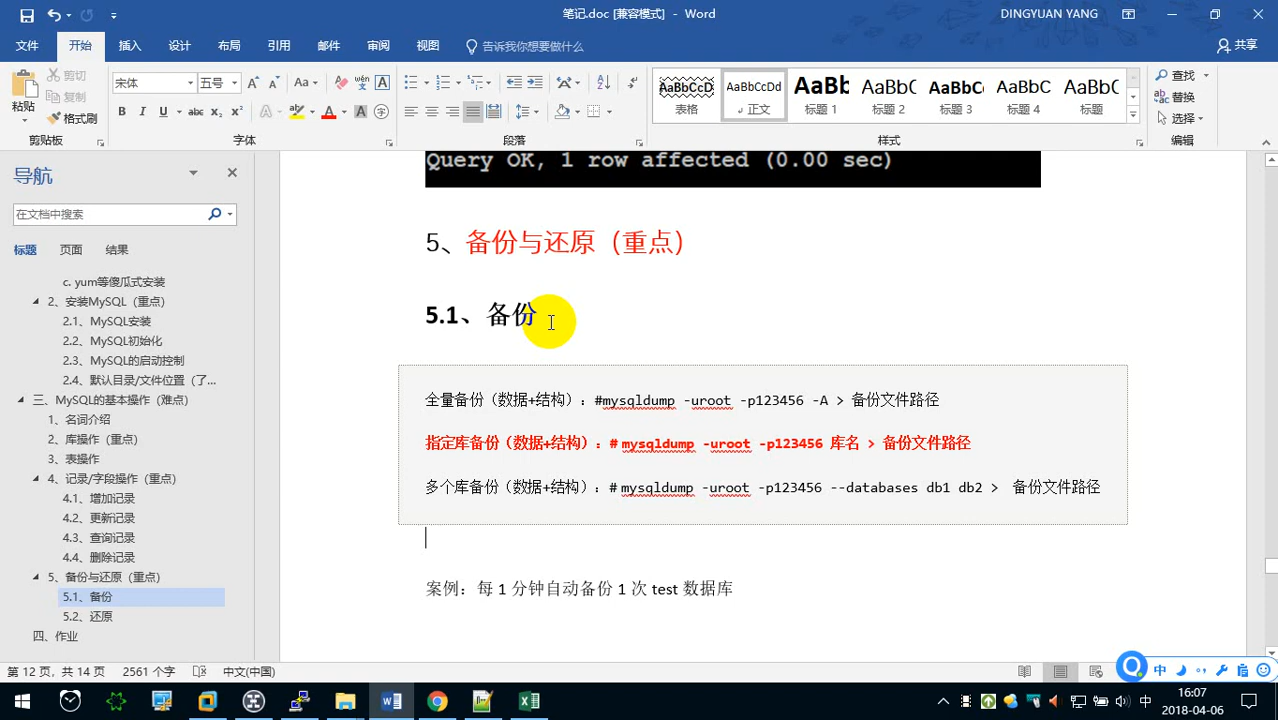 笔记.doc [兼容模式] - Word
DINGYUAN YANG
文件 开始 插入 设计 布局 引用 邮件 审阅 视图 告诉我你想要做什么 共享
粘贴 剪切 复制 格式刷
宋体 五号
AaBbCcDd 表格
AaBbCcDd 正文
AaBb 标题 1
AaBbC 标题 2
AaBbC 标题 3
AaBbC 标题 4
AaBbC 标题
查找 替换 选择
剪贴板 字体 段落 样式 编辑
导航
在文档中搜索
标题 页面 结果
c. yum等傻瓜式安装
2、安装MySQL（重点）
2.1、MySQL安装
2.2、MySQL初始化
2.3、MySQL的启动控制
2.4、默认目录/文件位置（了...
三、MySQL的基本操作（难点）
1、名词介绍
2、库操作（重点）
3、表操作
4、记录/字段操作（重点）
4.1、增加记录
4.2、更新记录
4.3、查询记录
4.4、删除记录
5、备份与还原（重点）
5.1、备份
5.2、还原
四、作业
Query OK, 1 row affected (0.00 sec)
5、备份与还原（重点）
5.1、备份
全量备份（数据+结构）：#mysqldump -uroot -p123456 -A > 备份文件路径
指定库备份（数据+结构）：# mysqldump -uroot -p123456 库名 > 备份文件路径
多个库备份（数据+结构）：# mysqldump -uroot -p123456 --databases db1 db2 > 备份文件路径
案例：每 1 分钟自动备份 1 次 test 数据库
第 12 页，共 14 页 2561 个字 中文(中国)
中
中 16:07
2018-04-06